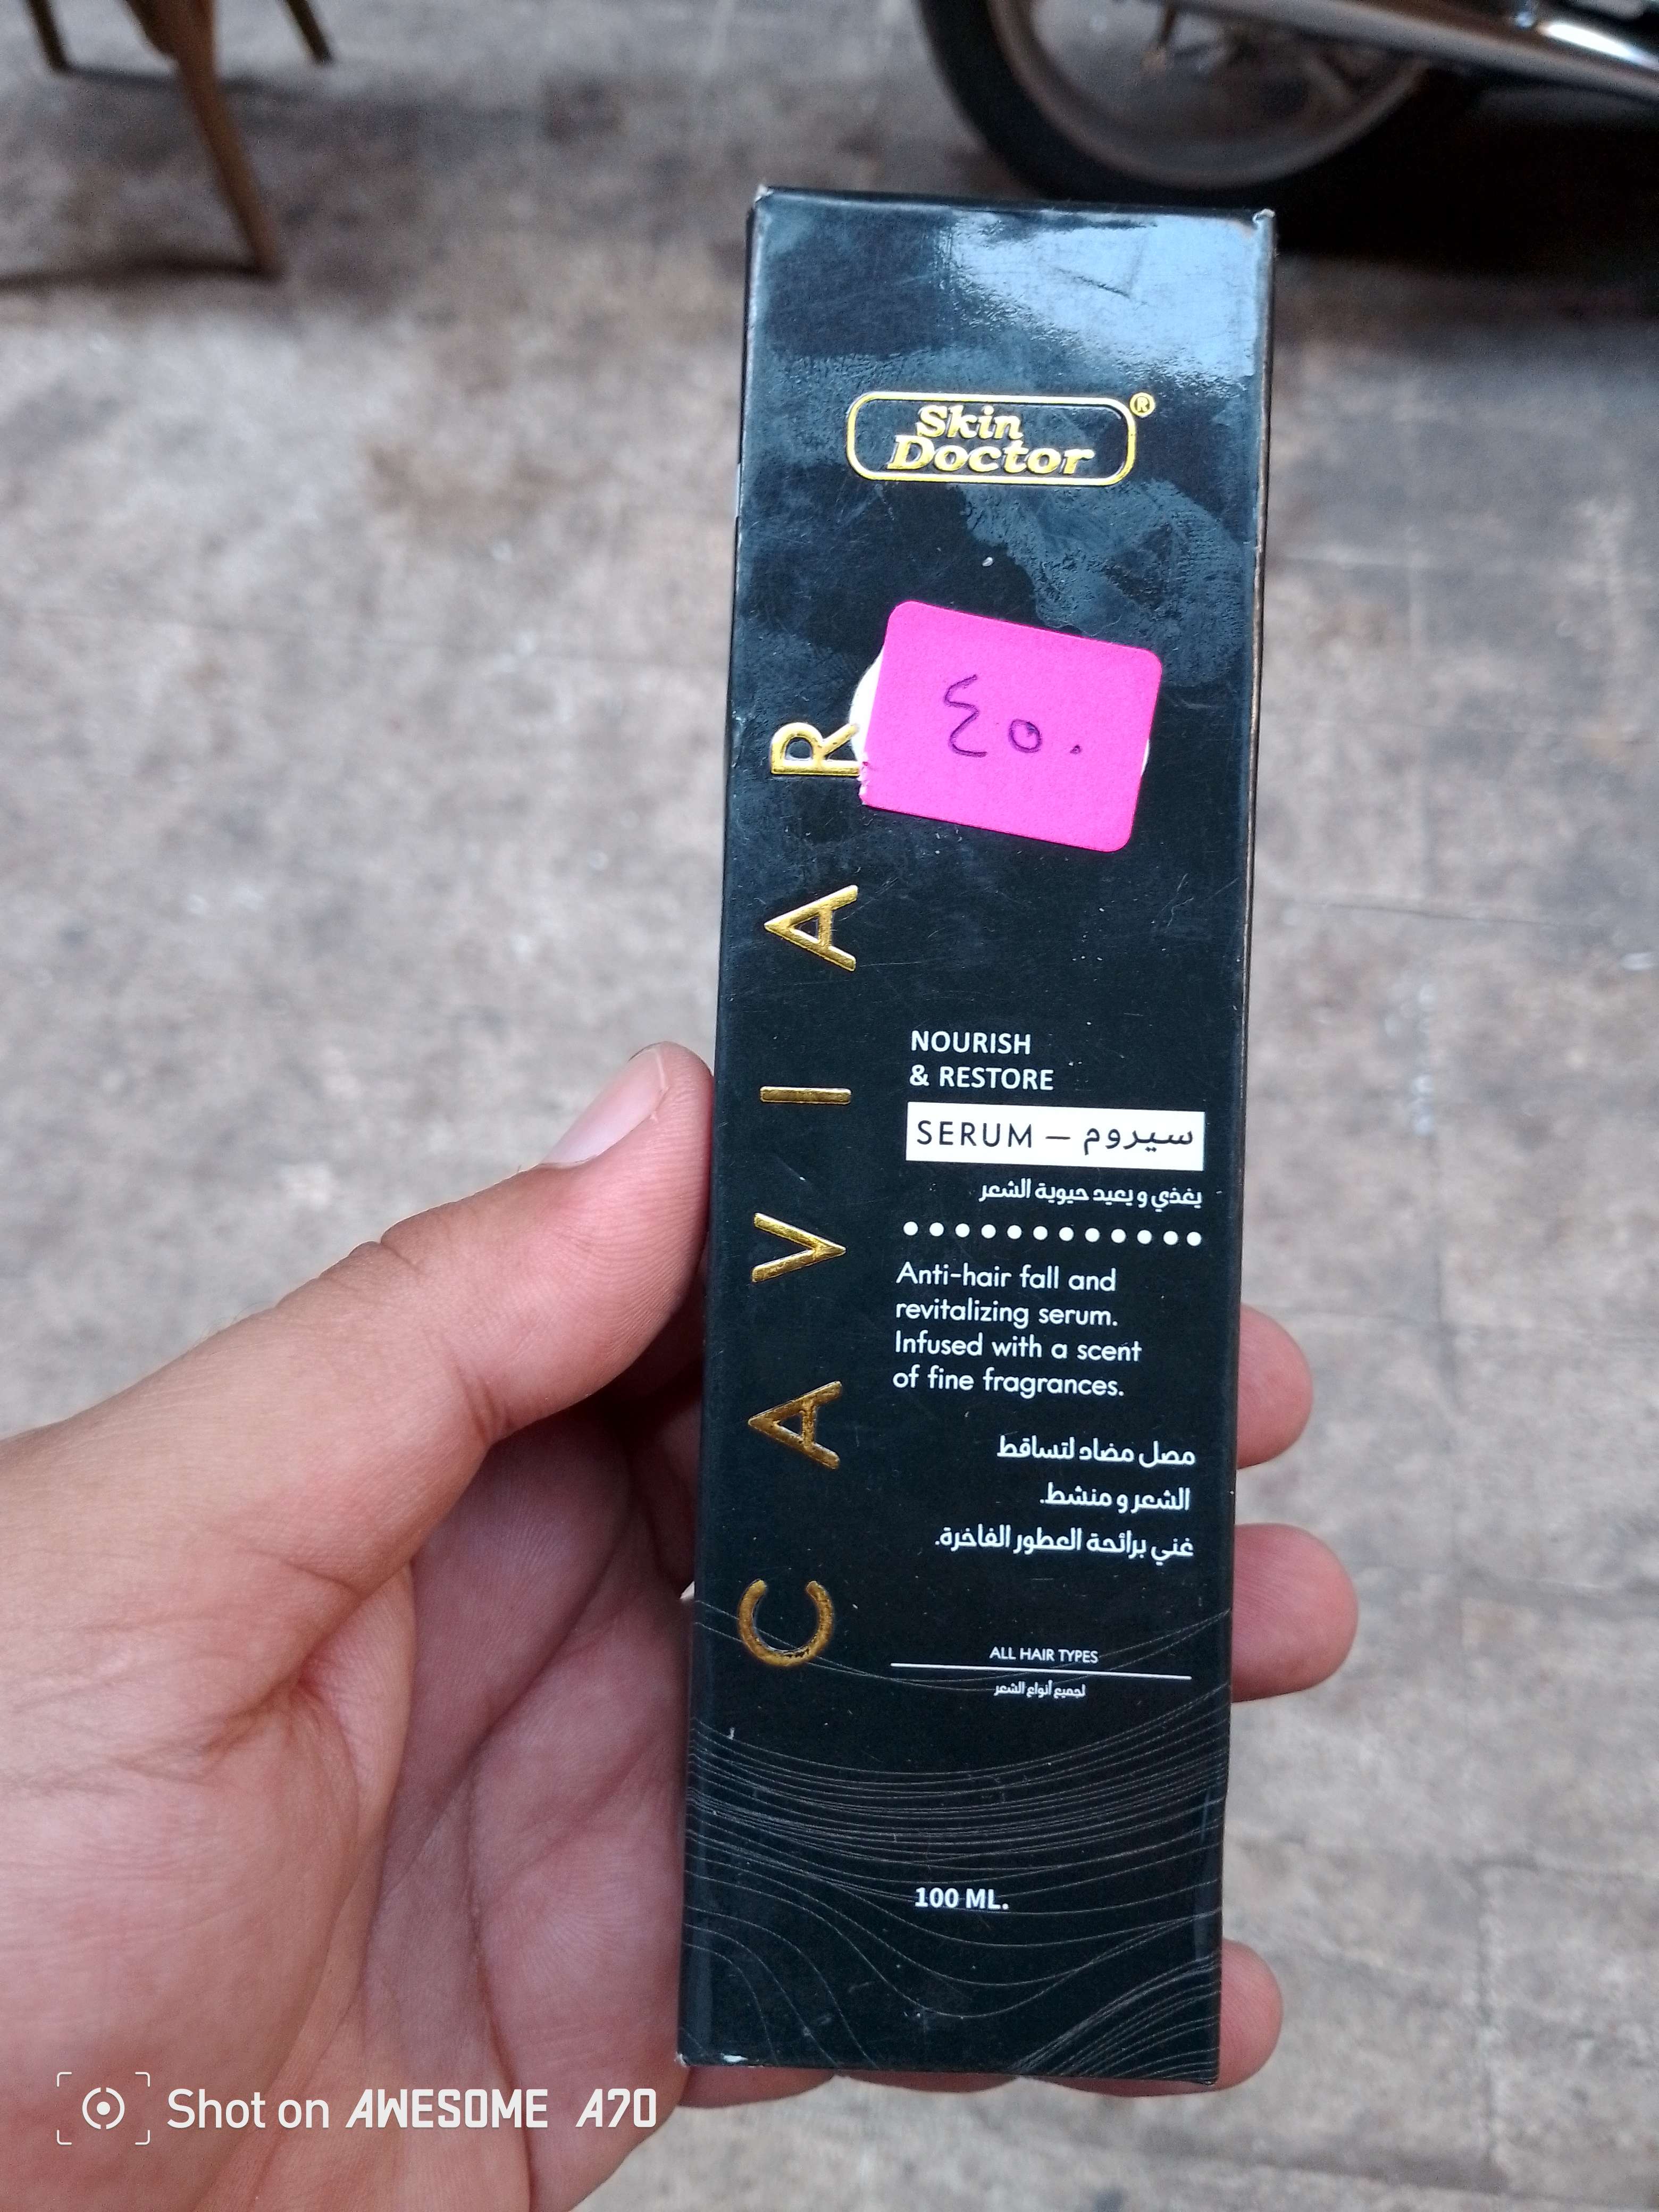 Skin
Doctor®
٤٥٠
CAVIAR
NOURISH
& RESTORE
SERUM – سيروم
يغذي و يعيد حيوية الشعر
Anti-hair fall and
revitalizing serum.
Infused with a scent
of fine fragrances.
مصل مضاد لتساقط
الشعر و منشط.
غني برائحة العطور الفاخرة.
ALL HAIR TYPES
لجميع أنواع الشعر
100 ML.
Shot on AWESOME A70